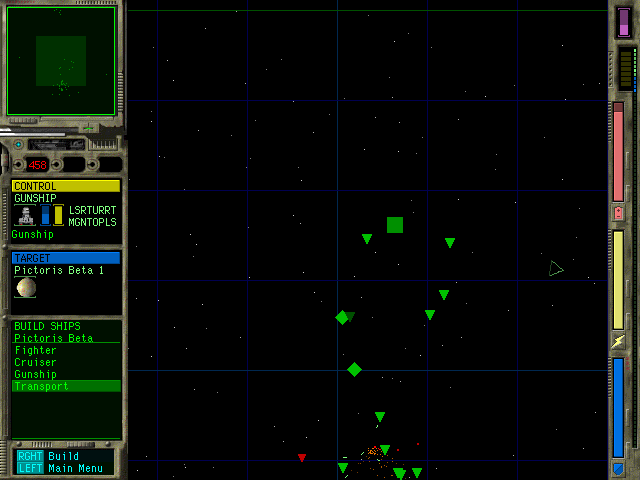 458
CONTROL
GUNSHIP
LSRTURRT
MGNTOPLS
Gunship
TARGET
Pictoris Beta 1
BUILD SHIPS
Pictoris Beta
Fighter
Cruiser
Gunship
Transport
RGHT Build
LEFT Main Menu